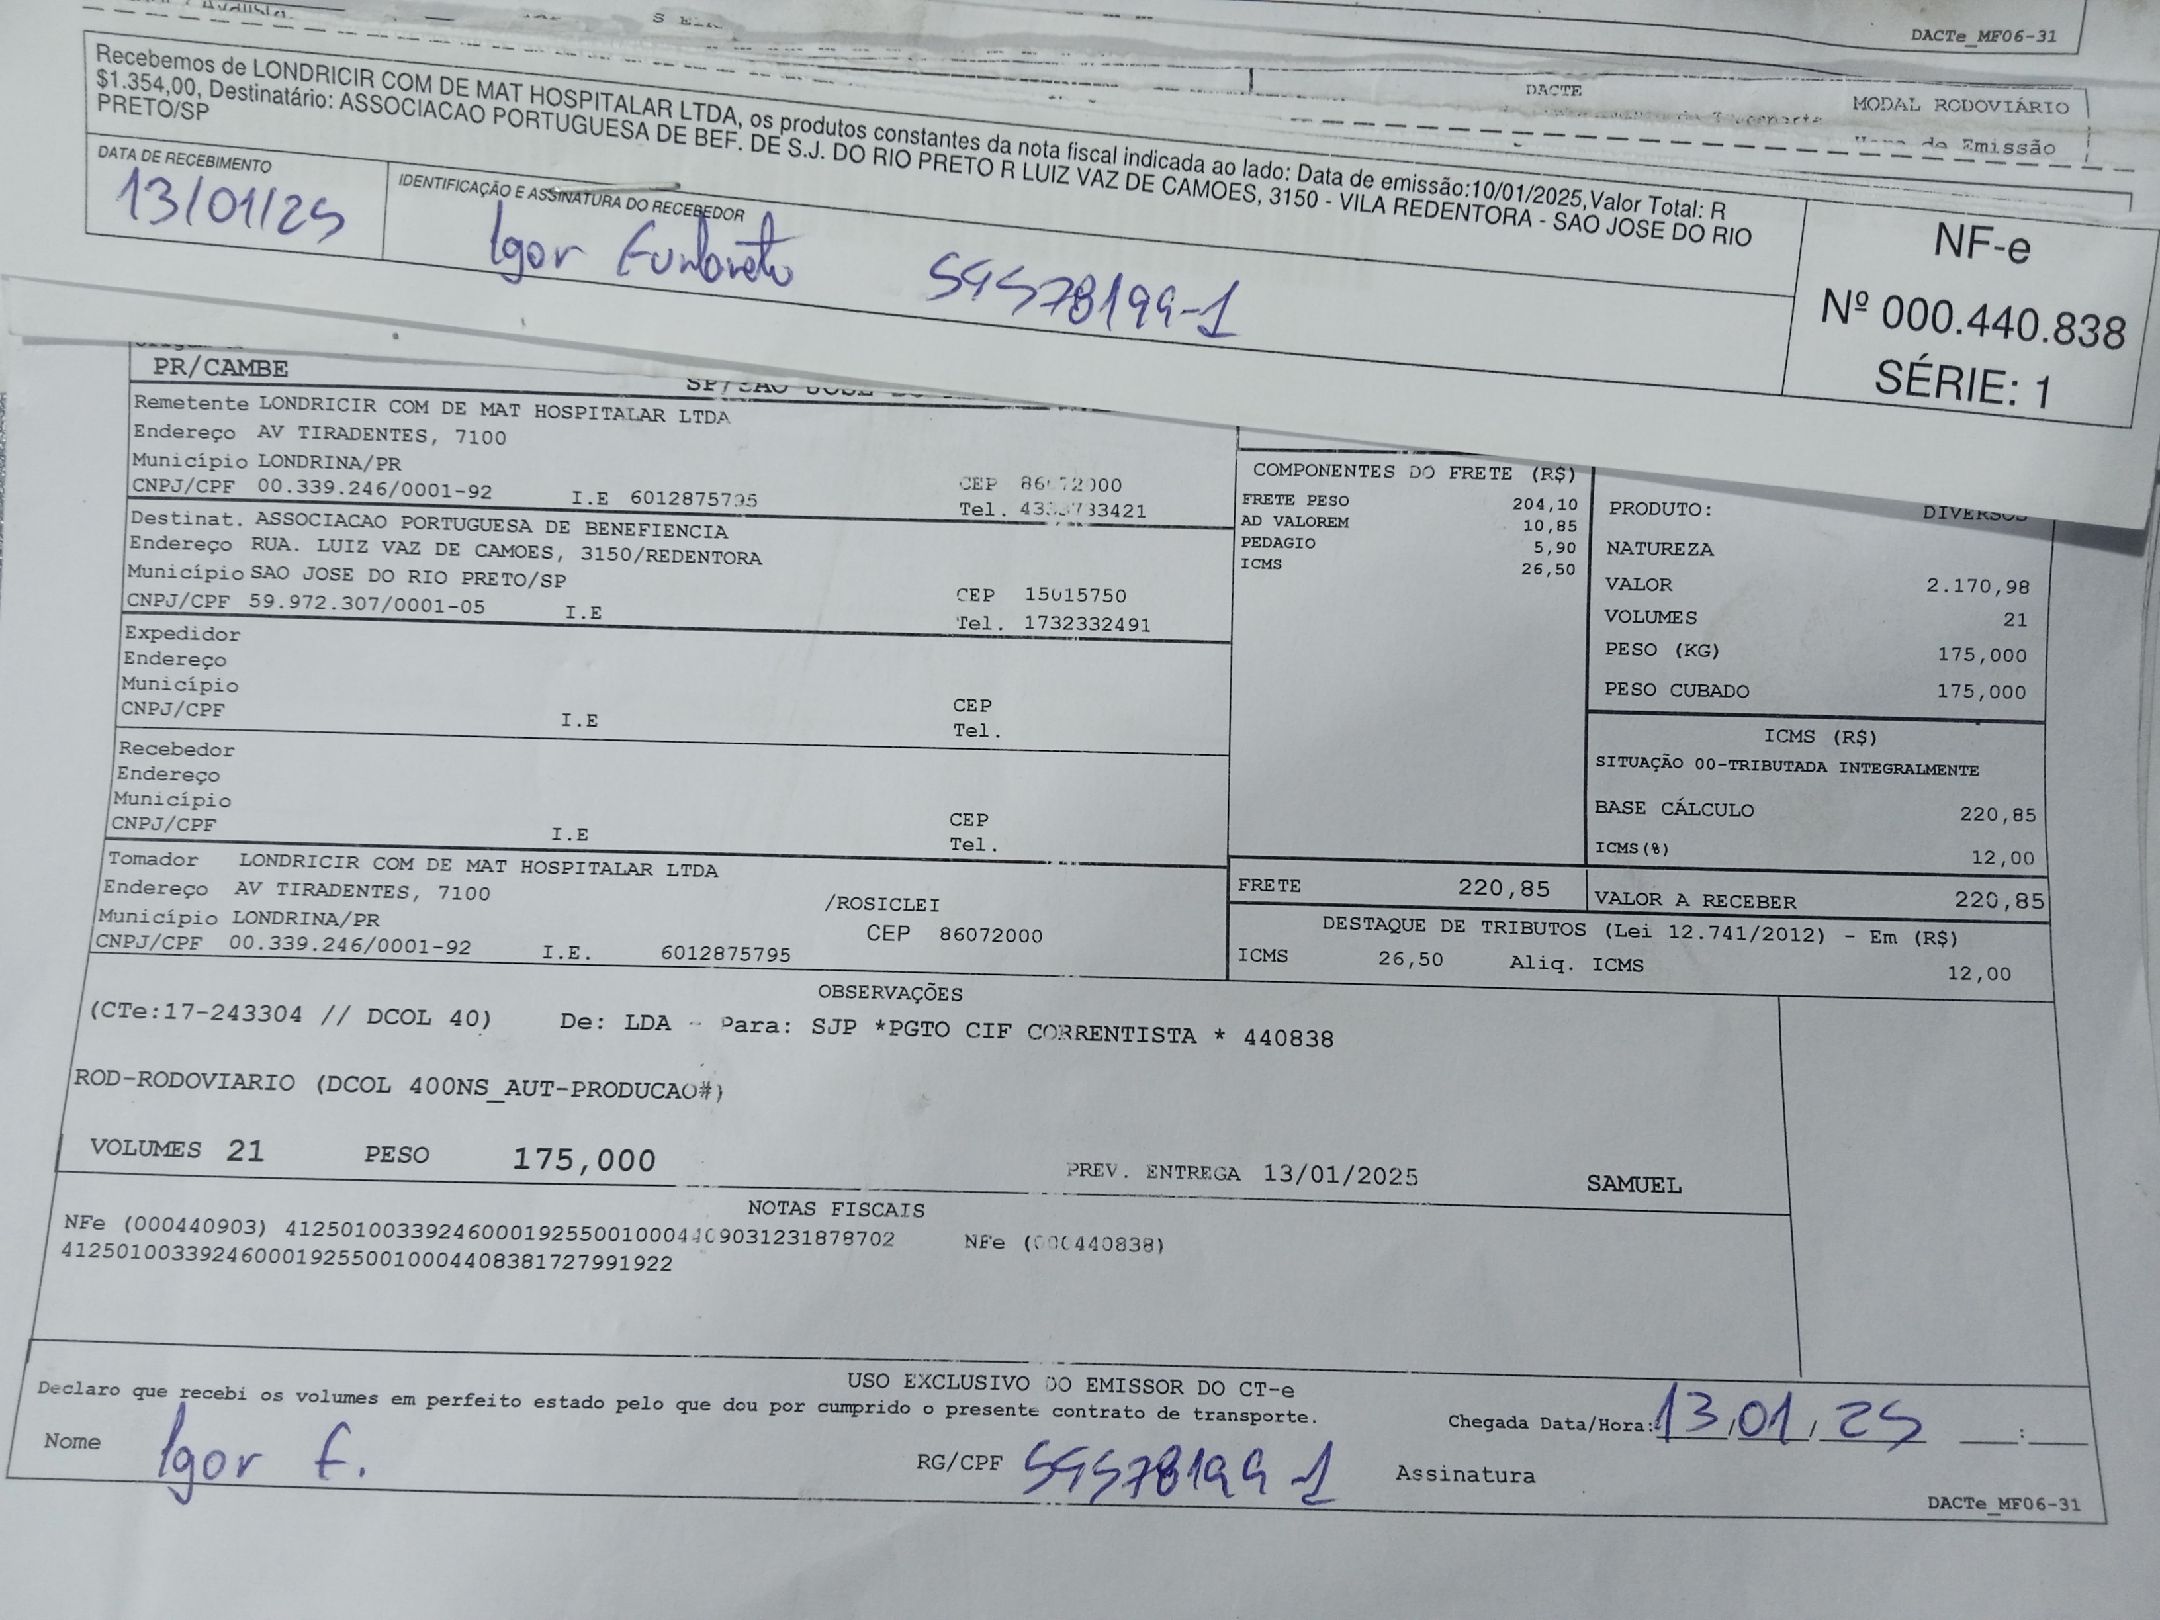 DACTe_MF06-31
DACTE
MODAL RODOVIÁRIO
de Emissão
Recebemos de LONDRICIR COM DE MAT HOSPITALAR LTDA, os produtos constantes da nota fiscal indicada ao lado: Data de emissão:10/01/2025,Valor Total: R
$1.354,00, Destinatário: ASSOCIACAO PORTUGUESA DE BEF. DE S.J. DO RIO PRETO R LUIZ VAZ DE CAMOES, 3150 - VILA REDENTORA - SAO JOSE DO RIO
PRETO/SP
DATA DE RECEBIMENTO
13/01/25
IDENTIFICAÇÃO E ASSINATURA DO RECEBEDOR
Igor
NF-e
Nº 000.440.838
SÉRIE: 1
PR/CAMBE
Remetente LONDRICIR COM DE MAT HOSPITALAR LTDA
Endereço AV TIRADENTES, 7100
Município LONDRINA/PR
CNPJ/CPF 00.339.246/0001-92 I.E 6012875795
CEP
Tel.
Destinat. ASSOCIACAO PORTUGUESA DE BENEFIENCIA
Endereço RUA. LUIZ VAZ DE CAMOES, 3150/REDENTORA
Município SAO JOSE DO RIO PRETO/SP
CNPJ/CPF 59.972.307/0001-05 I.E
CEP 15015750
Tel. 1732332491
Expedidor
Endereço
Município
CNPJ/CPF I.E
CEP
Tel.
Recebedor
Endereço
Município
CNPJ/CPF I.E
CEP
Tel.
Tomador LONDRICIR COM DE MAT HOSPITALAR LTDA
Endereço AV TIRADENTES, 7100 /ROSICLEI
Município LONDRINA/PR CEP 86072000
CNPJ/CPF 00.339.246/0001-92 I.E. 6012875795
COMPONENTES DO FRETE (R$)
FRETE PESO 204,10
AD VALOREM 10,85
PEDAGIO 5,90
ICMS 26,50
PRODUTO: DIVERSOS
NATUREZA
VALOR 2.170,98
VOLUMES 21
PESO (KG) 175,000
PESO CUBADO 175,000
ICMS (R$)
SITUAÇÃO 00-TRIBUTADA INTEGRALMENTE
BASE CÁLCULO 220,85
ICMS(%) 12,00
FRETE 220,85
VALOR A RECEBER 220,85
DESTAQUE DE TRIBUTOS (Lei 12.741/2012) - Em (R$)
ICMS 26,50 Aliq. ICMS 12,00
OBSERVAÇÕES
(CTe:17-243304 // DCOL 40) De: LDA - Para: SJP *PGTO CIF CORRENTISTA * 440838
ROD-RODOVIARIO (DCOL 400NS_AUT-PRODUCAO#)
VOLUMES 21 PESO 175,000
PREV. ENTREGA 13/01/2025 SAMUEL
NOTAS FISCAIS
NFe (000440903) 41250100339246000192550010004409031231878702 NFe (000440838)
41250100339246000192550010004408381727991922
USO EXCLUSIVO DO EMISSOR DO CT-e
Declaro que recebi os volumes em perfeito estado pelo que dou por cumprido o presente contrato de transporte.
Chegada Data/Hora: 13/01/25 :
Nome Igor F.
RG/CPF
Assinatura
DACTe_MF06-31